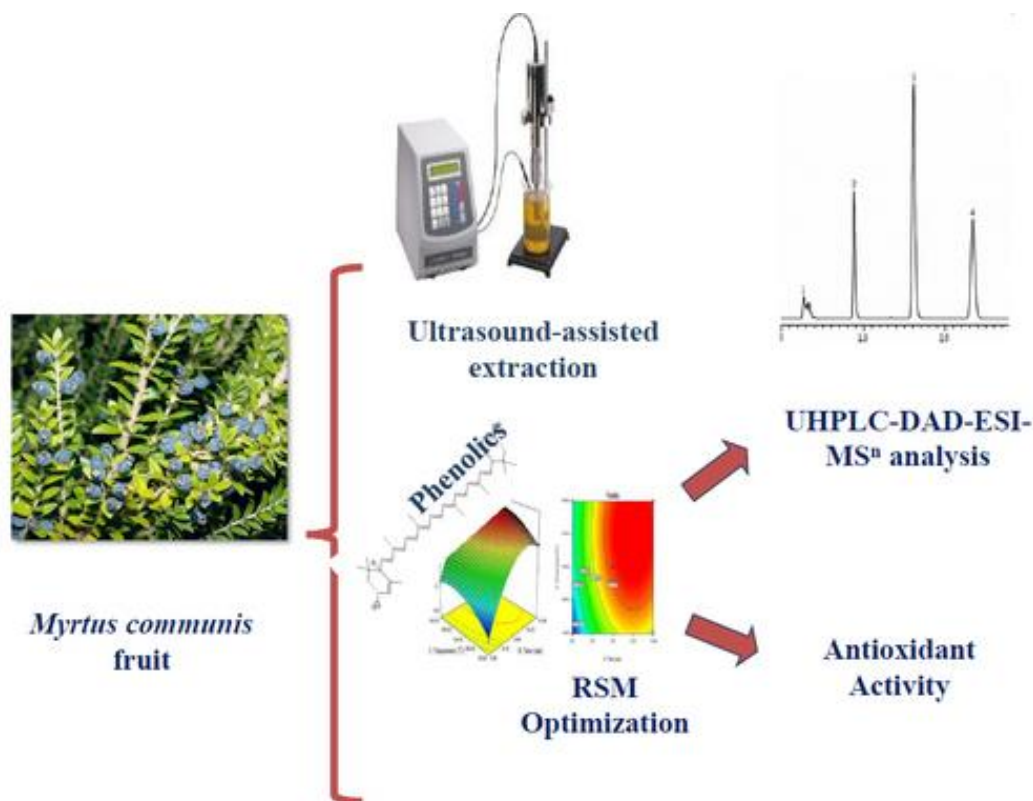 Ultrasound-assisted
extraction
UHPLC-DAD-ESI-
MSⁿ analysis
Phenolics
Myrtus communis
fruit
RSM
Optimization
Antioxidant
Activity